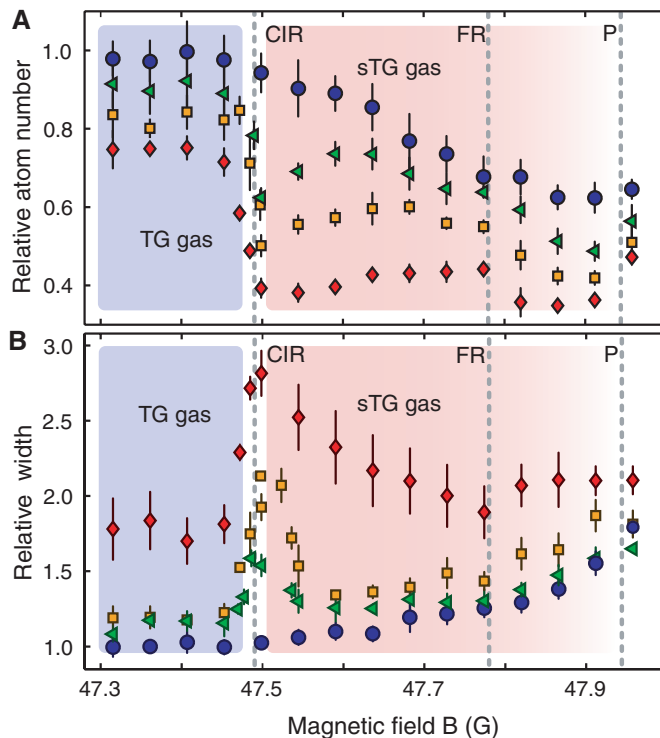 A
CIR FR P
sTG gas
TG gas
Relative atom number
1.0
0.8
0.6
0.4
B
CIR FR P
TG gas sTG gas
Relative width
3.0
2.5
2.0
1.5
1.0
47.3 47.5 47.7 47.9
Magnetic field B (G)